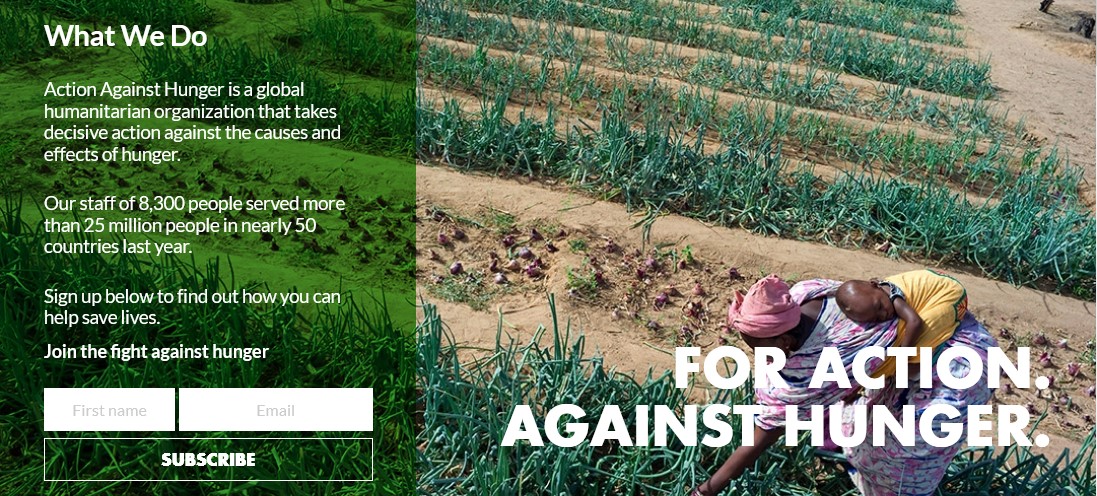 What We Do
Action Against Hunger is a global
humanitarian organization that takes
decisive action against the causes and
effects of hunger.
Our staff of 8,300 people served more
than 25 million people in nearly 50
countries last year.
Sign up below to find out how you can
help save lives.
Join the fight against hunger
First name
Email
SUBSCRIBE
FOR ACTION.
AGAINST HUNGER.